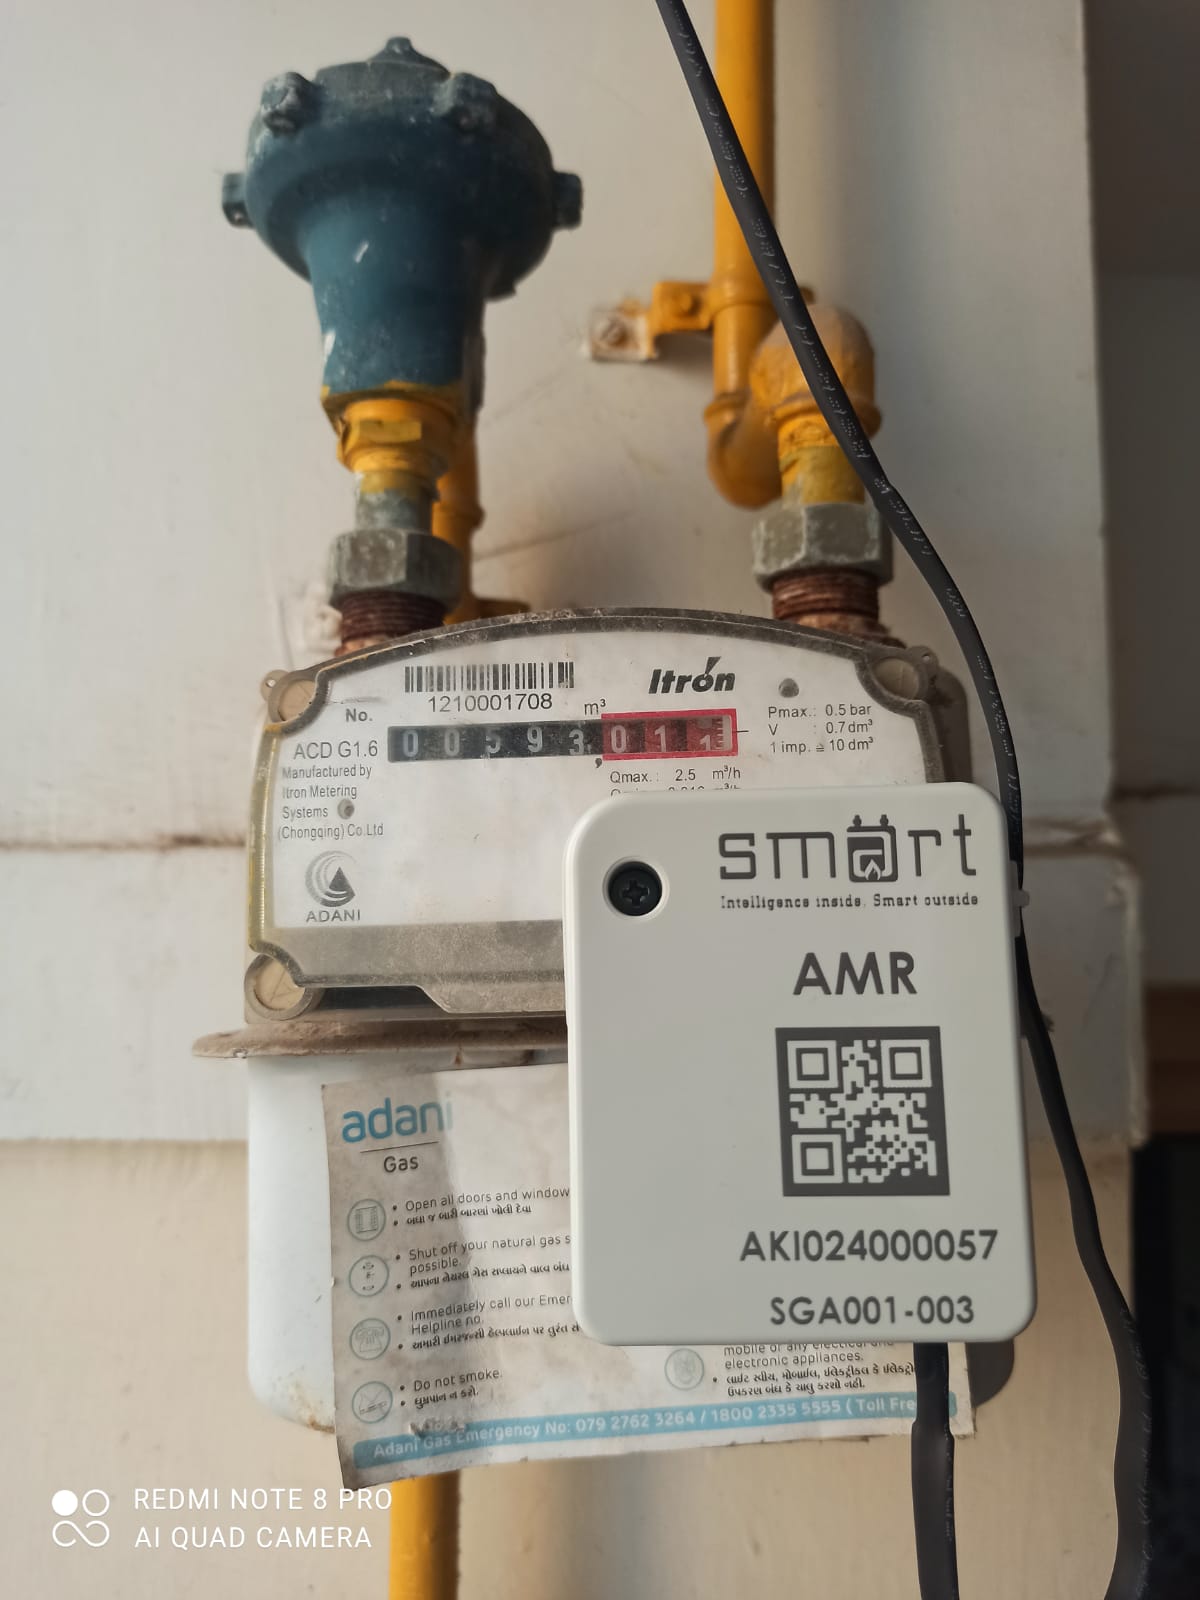 1210001708
Itrón
No.
m³
ACD G1.6
0 0 5 9 3, 0 1 1
Pmax.: 0.5 bar
V : 0.7 dm³
1 imp. ≙ 10 dm³
Manufactured by
Itron Metering
Systems
(Chongqing) Co.Ltd
Qmax. : 2.5 m³/h
ADANI
smart
Intelligence inside, Smart outside
AMR
AKI024000057
SGA001-003
adani
Gas
• Open all doors and window
• બધા જ બારી બારણાં ખોલી દેવા
• Shut off your natural gas s
possible.
• Immediately call our Emer
Helpline no.
• Do not smoke.
• ધુમ્રપાન ન કરો.
mobile or any electrical and
electronic appliances.
Adani Gas Emergency No: 079 2762 3264 / 1800 2335 5555 ( Toll Fre
REDMI NOTE 8 PRO
AI QUAD CAMERA